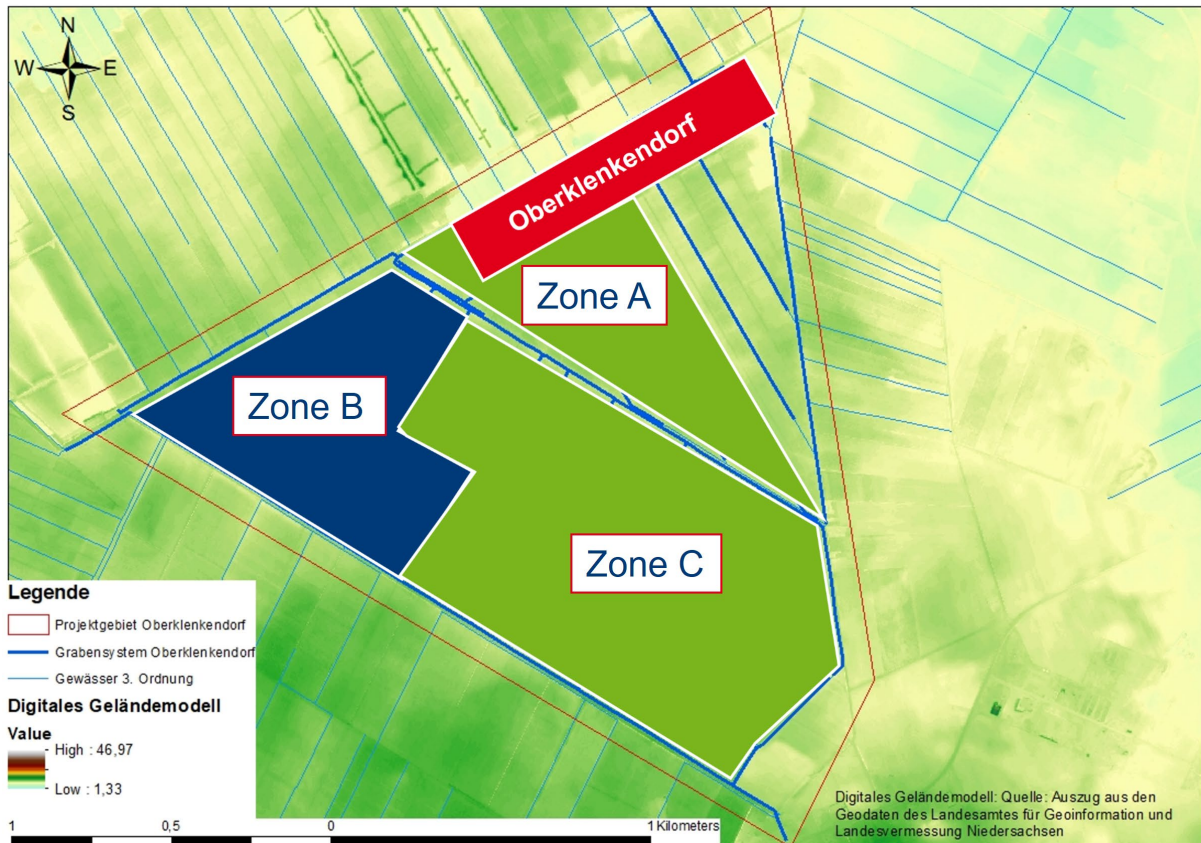 N
W E
S
Oberklenkendorf
Zone A
Zone B
Zone C
Legende
Projektgebiet Oberklenkendorf
Grabensystem Oberklenkendorf
Gewässer 3. Ordnung
Digitales Geländemodell
Value
High : 46,97
Low : 1,33
1 0,5 0 1 Kilometers
Digitales Geländemodell: Quelle: Auszug aus den
Geodaten des Landesamtes für Geoinformation und
Landesvermessung Niedersachsen